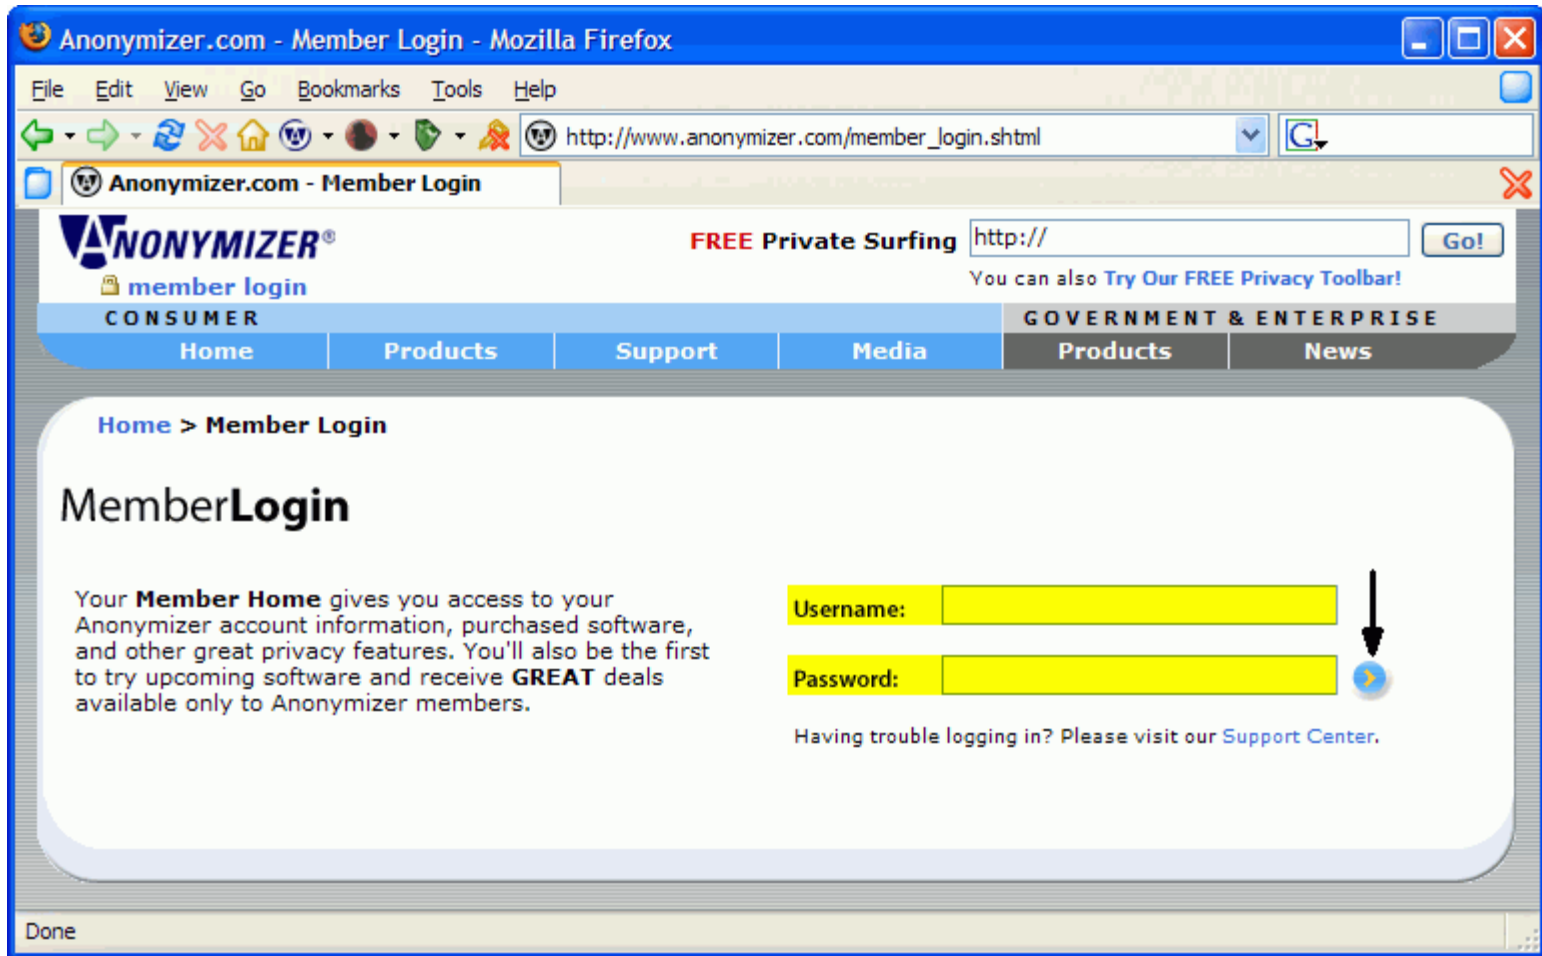 Anonymizer.com - Member Login - Mozilla Firefox
File Edit View Go Bookmarks Tools Help
http://www.anonymizer.com/member_login.shtml
G
Anonymizer.com - Member Login
ANONYMIZER®
FREE Private Surfing http:// Go!
member login
You can also Try Our FREE Privacy Toolbar!
CONSUMER GOVERNMENT & ENTERPRISE
Home Products Support Media Products News
Home > Member Login
MemberLogin
Your Member Home gives you access to your
Anonymizer account information, purchased software,
and other great privacy features. You'll also be the first
to try upcoming software and receive GREAT deals
available only to Anonymizer members.
Username:
Password:
Having trouble logging in? Please visit our Support Center.
Done